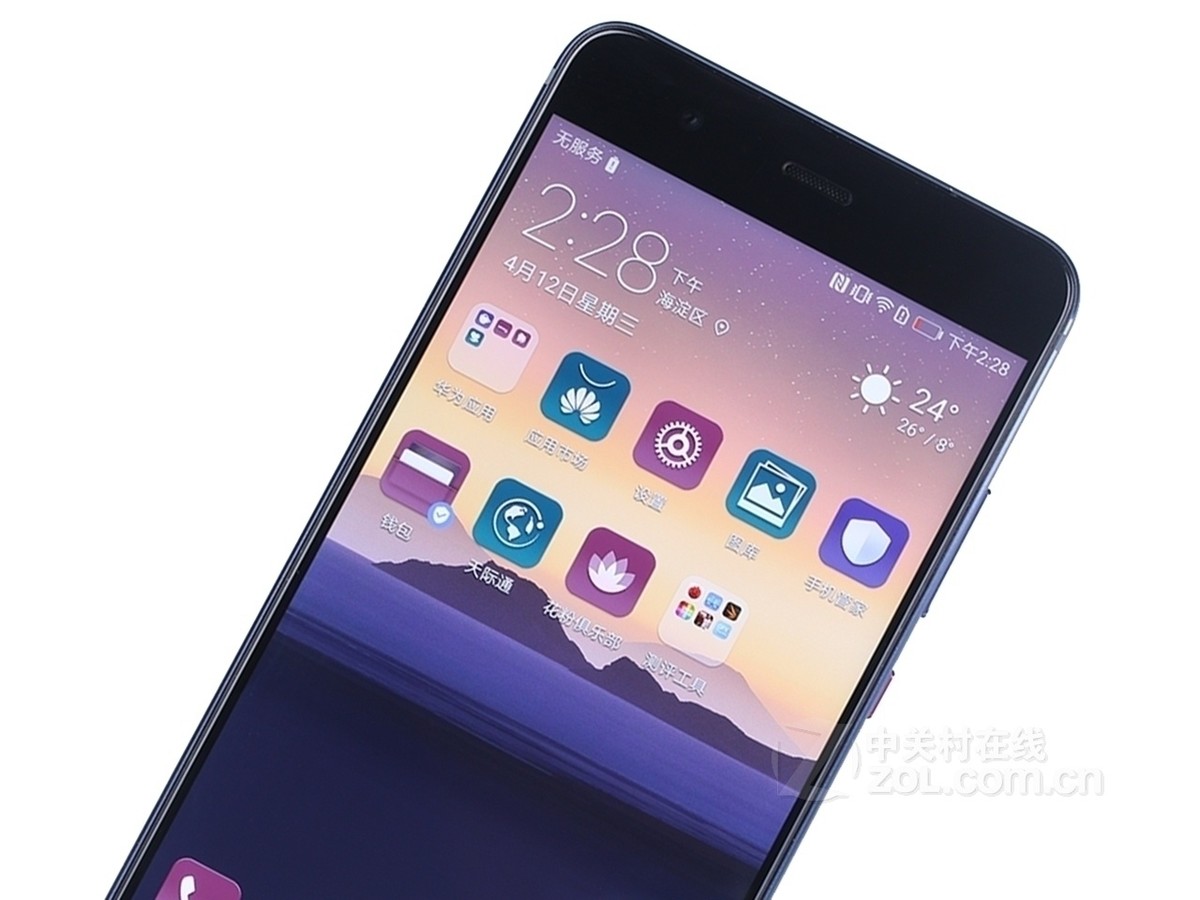 无服务
下午2:28
2:28
下午
海淀区
4月12日星期三
24°
26° / 8°
华为应用
应用市场
设置
图库
手机管家
钱包
天际通
花粉俱乐部
测评工具
中关村在线
ZOL.com.cn